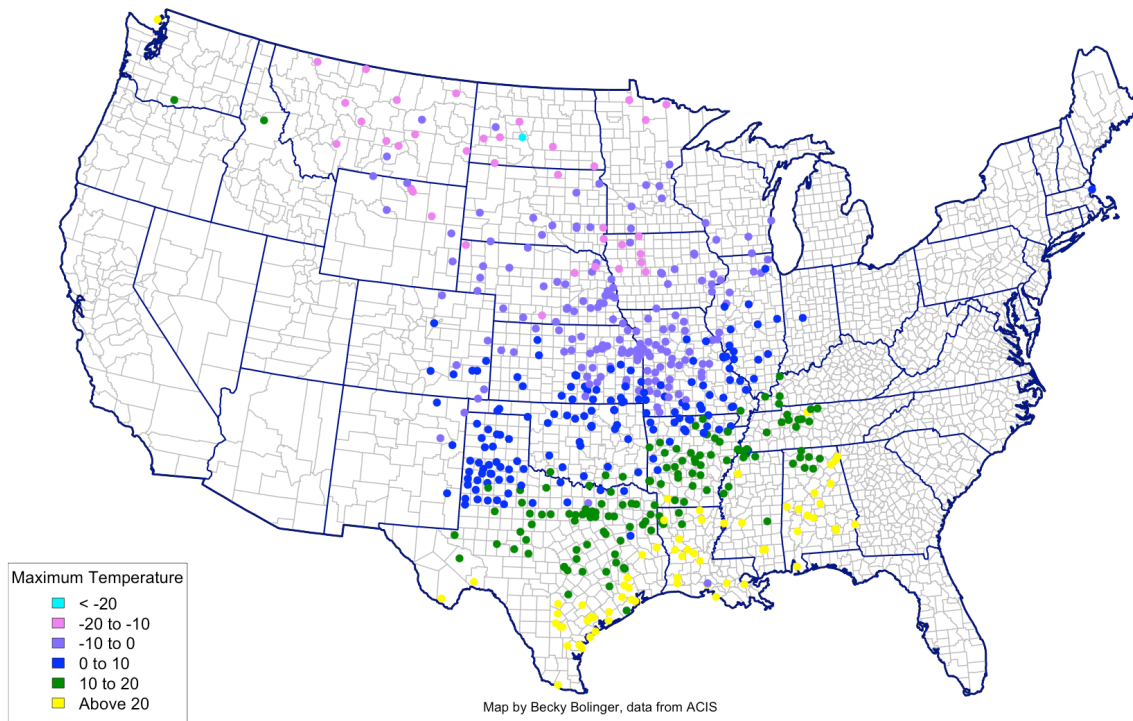 Maximum Temperature
< -20
-20 to -10
-10 to 0
0 to 10
10 to 20
Above 20
Map by Becky Bolinger, data from ACIS